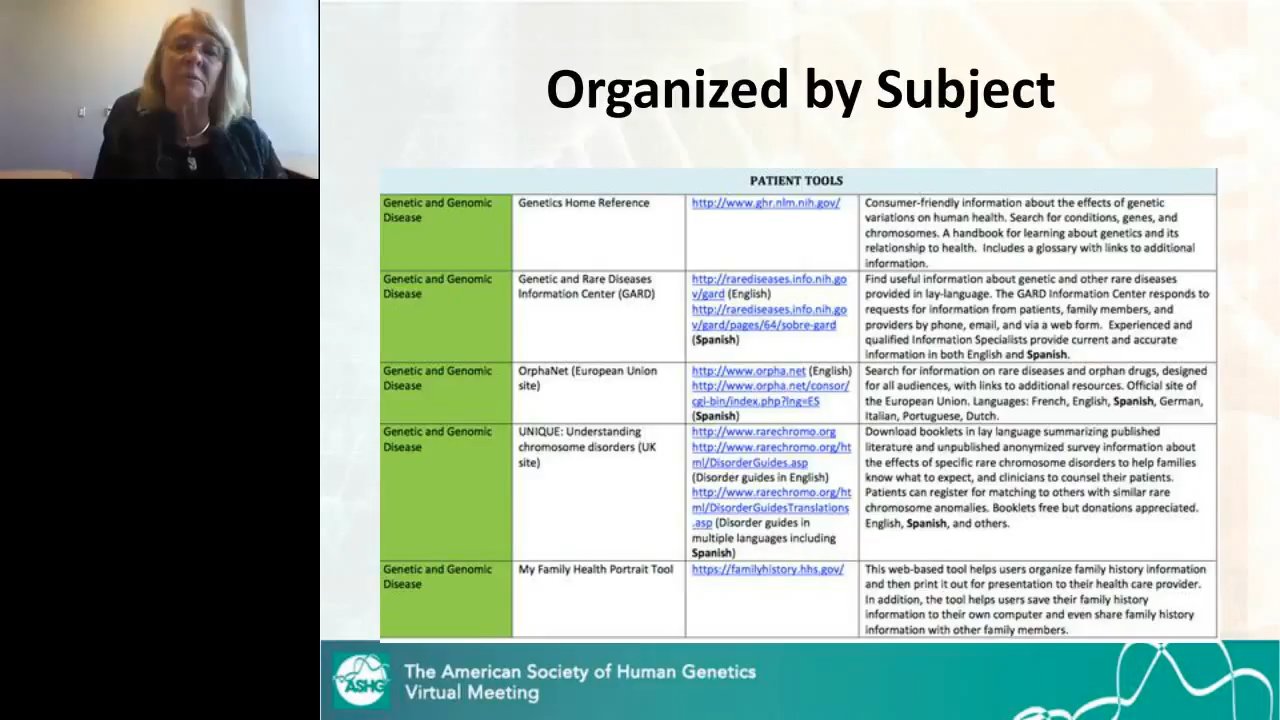 Organized by Subject
PATIENT TOOLS
Genetic and Genomic
Disease
Genetics Home Reference
http://www.ghr.nlm.nih.gov/
Consumer-friendly information about the effects of genetic
variations on human health. Search for conditions, genes, and
chromosomes. A handbook for learning about genetics and its
relationship to health. Includes a glossary with links to additional
information.
Genetic and Genomic
Disease
Genetic and Rare Diseases
Information Center (GARD)
http://rarediseases.info.nih.go
v/gard (English)
http://rarediseases.info.nih.go
v/gard/pages/64/sobre-gard
(Spanish)
Find useful information about genetic and other rare diseases
provided in lay-language. The GARD Information Center responds to
requests for information from patients, family members, and
providers by phone, email, and via a web form. Experienced and
qualified Information Specialists provide current and accurate
information in both English and Spanish.
Genetic and Genomic
Disease
OrphaNet (European Union
site)
http://www.orpha.net (English)
http://www.orpha.net/consor/
cgi-bin/index.php?lng=ES
(Spanish)
Search for information on rare diseases and orphan drugs, designed
for all audiences, with links to additional resources. Official site of
the European Union. Languages: French, English, Spanish, German,
Italian, Portuguese, Dutch.
Genetic and Genomic
Disease
UNIQUE: Understanding
chromosome disorders (UK
site)
http://www.rarechromo.org
http://www.rarechromo.org/ht
ml/DisorderGuides.asp
(Disorder guides in English)
http://www.rarechromo.org/ht
ml/DisorderGuidesTranslations
.asp (Disorder guides in
multiple languages including
Spanish)
Download booklets in lay language summarizing published
literature and unpublished anonymized survey information about
the effects of specific rare chromosome disorders to help families
know what to expect, and clinicians to counsel their patients.
Patients can register for matching to others with similar rare
chromosome anomalies. Booklets free but donations appreciated.
English, Spanish, and others.
Genetic and Genomic
Disease
My Family Health Portrait Tool
https://familyhistory.hhs.gov/
This web-based tool helps users organize family history information
and then print it out for presentation to their health care provider.
In addition, the tool helps users save their family history
information to their own computer and even share family history
information with other family members.
ASHG
The American Society of Human Genetics
Virtual Meeting